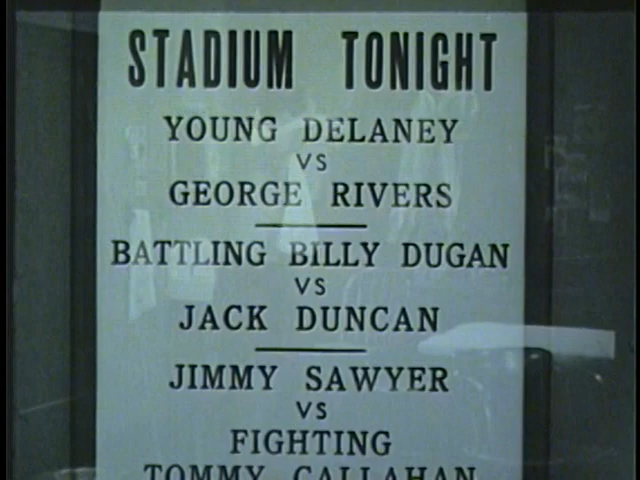 STADIUM TONIGHT
YOUNG DELANEY
VS
GEORGE RIVERS
BATTLING BILLY DUGAN
VS
JACK DUNCAN
JIMMY SAWYER
VS
FIGHTING
TOMMY CALLAHAN